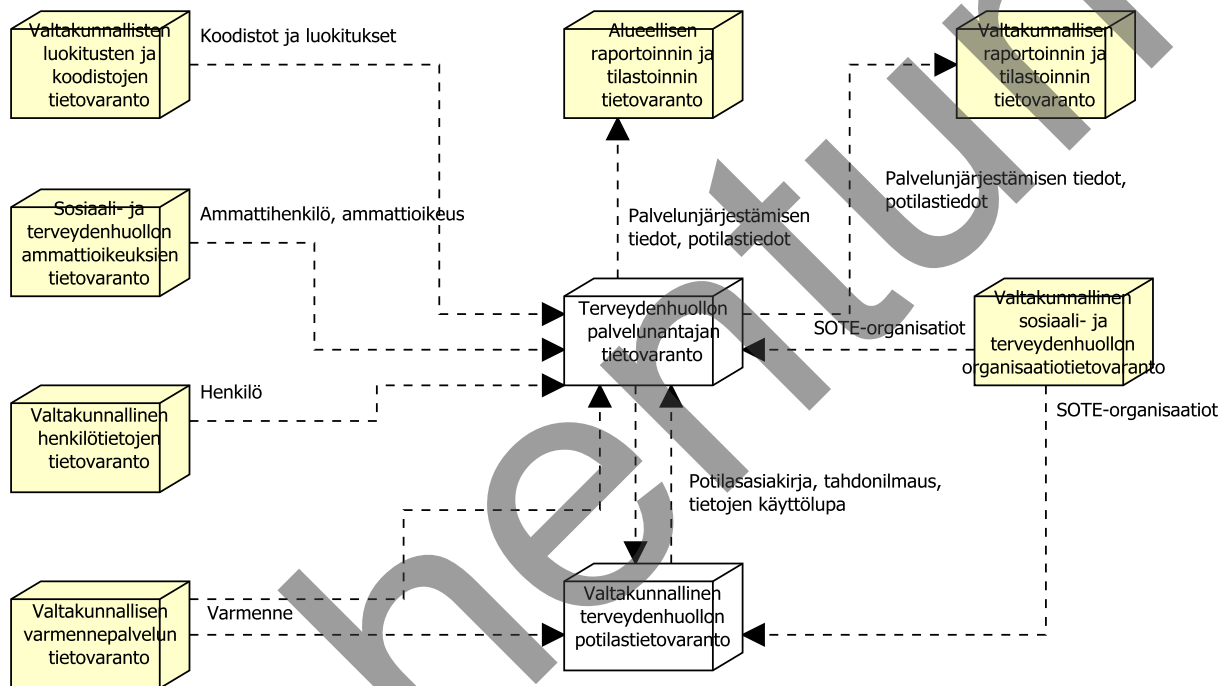 Valtakunnallisten
luokitusten ja
koodistojen
tietovaranto
Koodistot ja luokitukset
Alueellisen
raportoinnin ja
tilastoinnin
tietovaranto
Valtakunnallisen
raportoinnin ja
tilastoinnin
tietovaranto
Sosiaali- ja
terveydenhuollon
ammattioikeuksien
tietovaranto
Ammattihenkilö, ammattioikeus
Palvelunjärjestämisen
tiedot, potilastiedot
Palvelunjärjestämisen tiedot,
potilastiedot
Terveydenhuollon
palvelunantajan
tietovaranto
SOTE-organisatiot
Valtakunnallinen
sosiaali- ja
terveydenhuollon
organisaatiotietovaranto
Valtakunnallinen
henkilötietojen
tietovaranto
Henkilö
SOTE-organisaatiot
Potilasasiakirja, tahdonilmaus,
tietojen käyttölupa
Valtakunnallisen
varmennepalvelun
tietovaranto
Varmenne
Valtakunnallinen
terveydenhuollon
potilastietovaranto
hentun